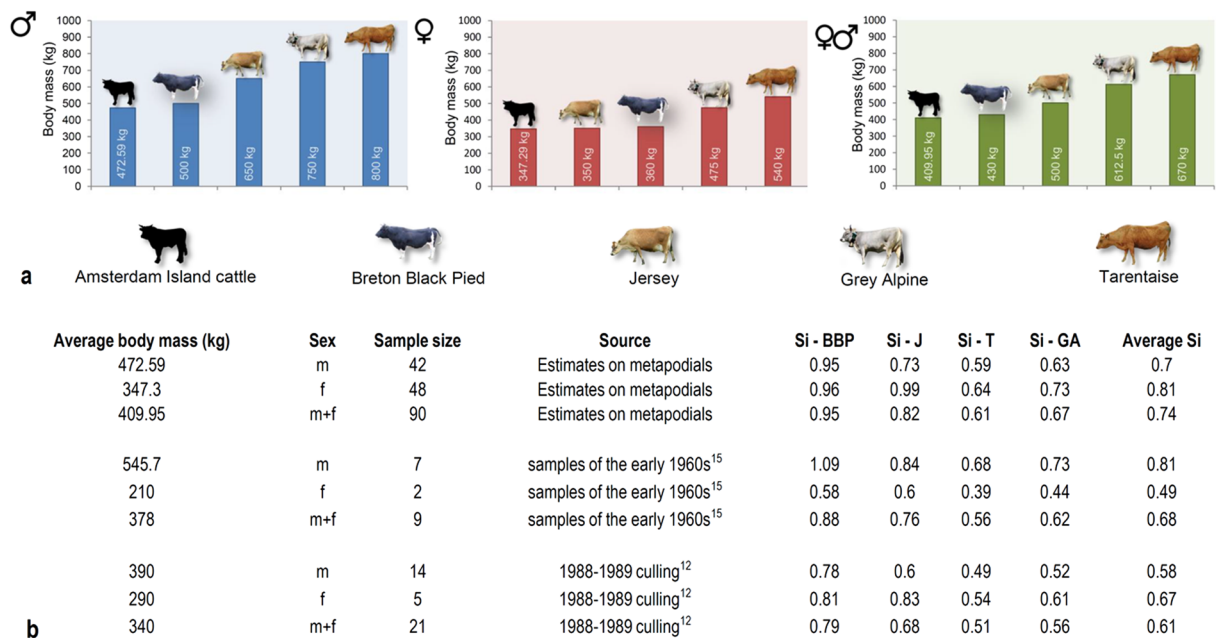 ♂
Body mass (kg)
1000
900
800
700
600
500
400
300
200
100
0
472.59 kg
500 kg
650 kg
750 kg
800 kg
♀
Body mass (kg)
1000
900
800
700
600
500
400
300
200
100
0
347.29 kg
350 kg
360 kg
475 kg
540 kg
♀♂
Body mass (kg)
1000
900
800
700
600
500
400
300
200
100
0
409.95 kg
430 kg
500 kg
612.5 kg
670 kg
a Amsterdam Island cattle Breton Black Pied Jersey Grey Alpine Tarentaise
Average body mass (kg) Sex Sample size Source Si - BBP Si - J Si - T Si - GA Average Si
472.59 m 42 Estimates on metapodials 0.95 0.73 0.59 0.63 0.7
347.3 f 48 Estimates on metapodials 0.96 0.99 0.64 0.73 0.81
409.95 m+f 90 Estimates on metapodials 0.95 0.82 0.61 0.67 0.74
545.7 m 7 samples of the early 1960s15 1.09 0.84 0.68 0.73 0.81
210 f 2 samples of the early 1960s15 0.58 0.6 0.39 0.44 0.49
378 m+f 9 samples of the early 1960s15 0.88 0.76 0.56 0.62 0.68
390 m 14 1988-1989 culling12 0.78 0.6 0.49 0.52 0.58
290 f 5 1988-1989 culling12 0.81 0.83 0.54 0.61 0.67
340 m+f 21 1988-1989 culling12 0.79 0.68 0.51 0.56 0.61
b